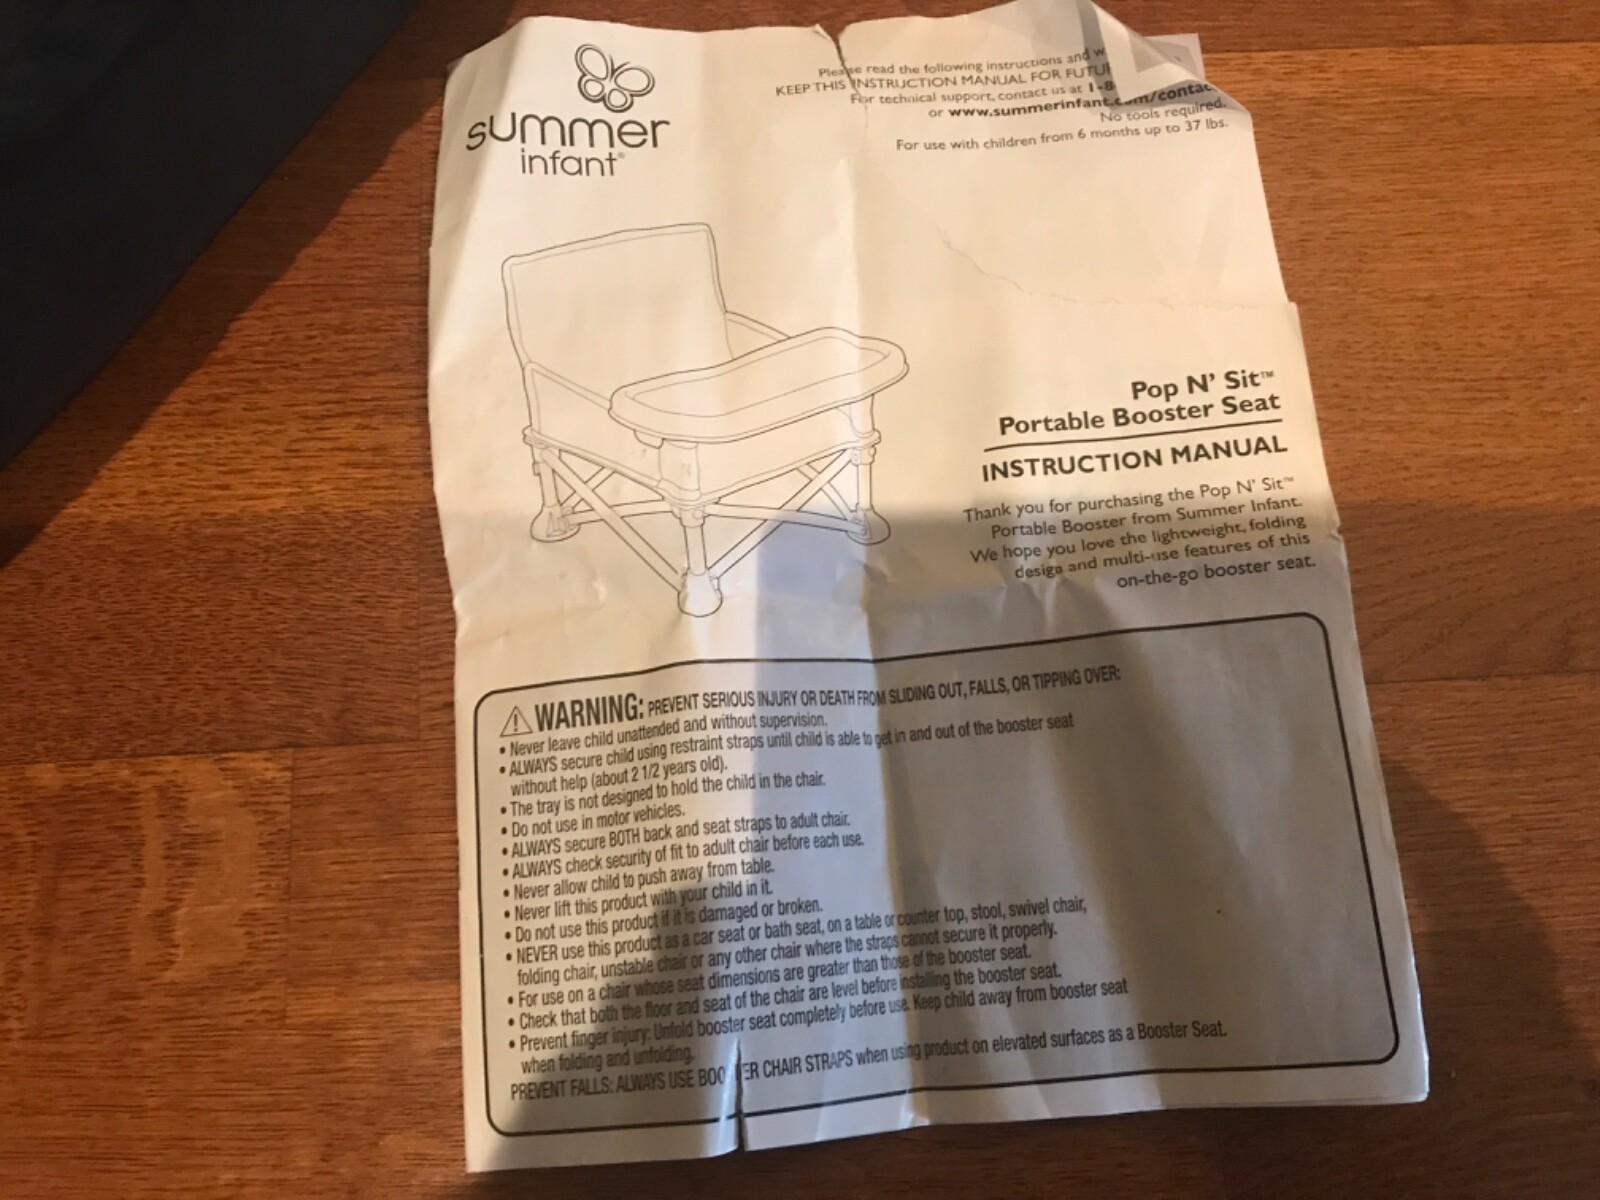 summer
infant®
Please read the following instructions and w
KEEP THIS INSTRUCTION MANUAL FOR FUTUR
For technical support, contact us at 1-8
or www.summerinfant.com/contac
No tools required.
For use with children from 6 months up to 37 lbs.
Pop N' Sit™
Portable Booster Seat
INSTRUCTION MANUAL
Thank you for purchasing the Pop N' Sit™
Portable Booster from Summer Infant.
We hope you love the lightweight, folding
design and multi-use features of this
on-the-go booster seat.
WARNING: PREVENT SERIOUS INJURY OR DEATH FROM SLIDING OUT, FALLS, OR TIPPING OVER:
• Never leave child unattended and without supervision.
• ALWAYS secure child using restraint straps until child is able to get in and out of the booster seat
without help (about 2 1/2 years old).
• The tray is not designed to hold the child in the chair.
• Do not use in motor vehicles.
• ALWAYS secure BOTH back and seat straps to adult chair.
• ALWAYS check security of fit to adult chair before each use.
• Never allow child to push away from table.
• Never lift this product with your child in it.
• Do not use this product if it is damaged or broken.
• NEVER use this product as a car seat or bath seat, on a table or counter top, stool, swivel chair,
folding chair, unstable chair or any other chair where the straps cannot secure it properly.
• For use on a chair whose seat dimensions are greater than those of the booster seat.
• Check that both the floor and seat of the chair are level before installing the booster seat.
• Prevent finger injury: Unfold booster seat completely before use. Keep child away from booster seat
when folding and unfolding.
PREVENT FALLS: ALWAYS USE BOO ER CHAIR STRAPS when using product on elevated surfaces as a Booster Seat.